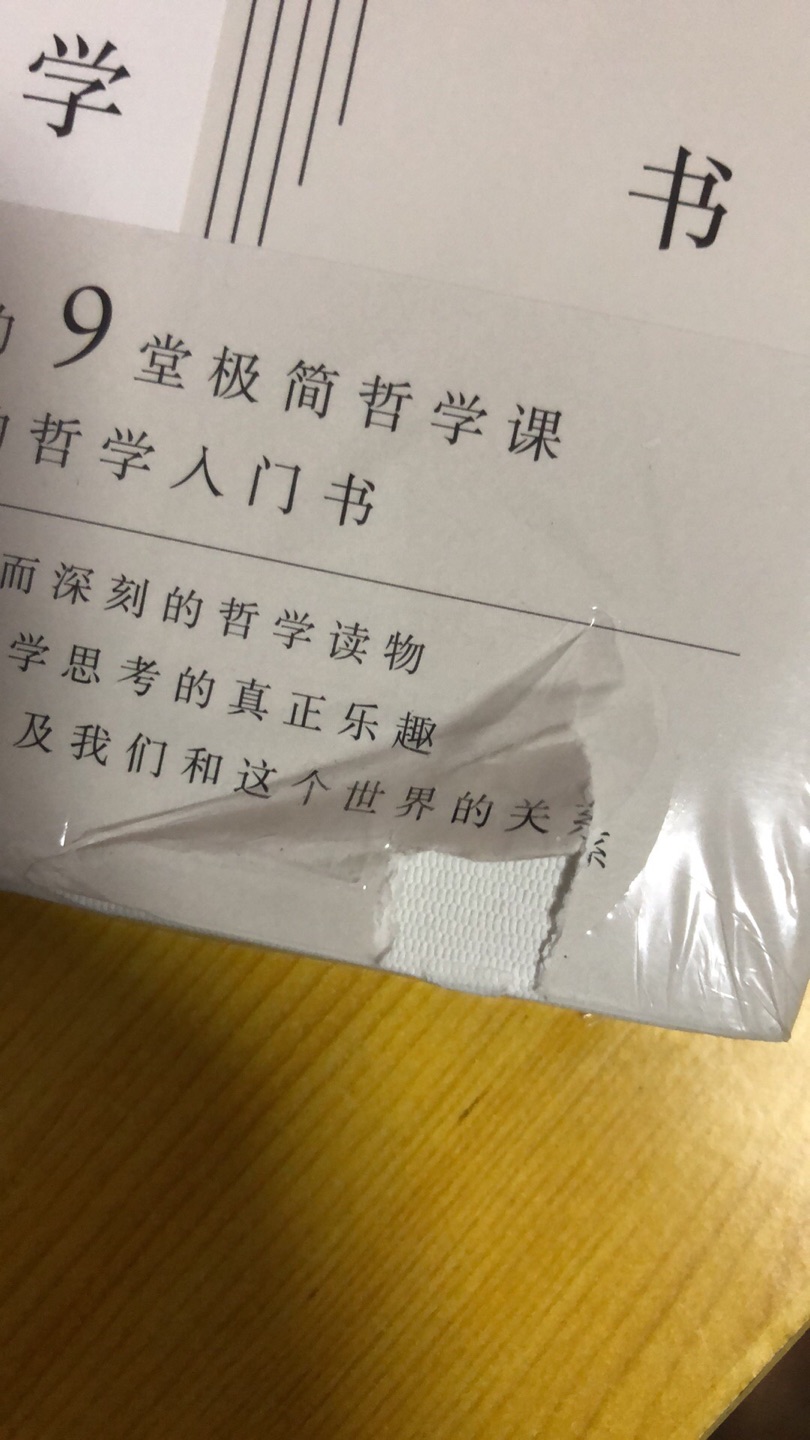 学
书
9堂极简哲学课
哲学入门书
而深刻的哲学读物
学思考的真正乐趣
及我们和这个世界的关系